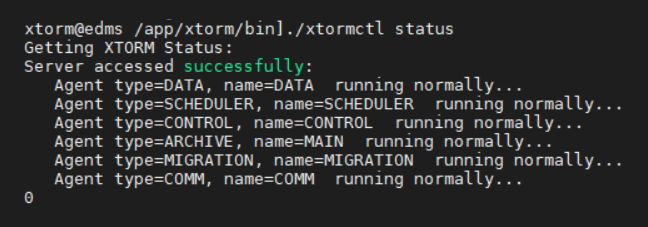 xtorm@edms /app/xtorm/bin]./xtormctl status
Getting XTORM Status:
Server accessed successfully:
   Agent type=DATA, name=DATA  running normally...
   Agent type=SCHEDULER, name=SCHEDULER  running normally...
   Agent type=CONTROL, name=CONTROL  running normally...
   Agent type=ARCHIVE, name=MAIN  running normally...
   Agent type=MIGRATION, name=MIGRATION  running normally...
   Agent type=COMM, name=COMM  running normally...
0